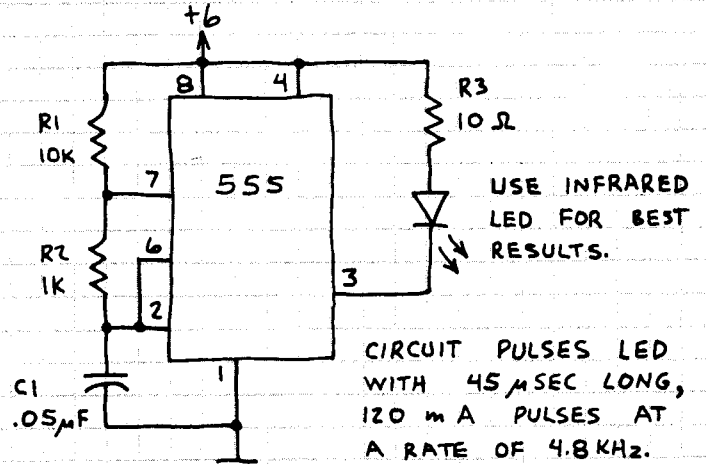 +6
8
4
R3
10 Ω
R1
10K
7
555
USE INFRARED
LED FOR BEST
RESULTS.
R2
1K
6
3
2
1
C1
.05μF
CIRCUIT PULSES LED
WITH 45 μSEC LONG,
120 mA PULSES AT
A RATE OF 4.8 KHz.